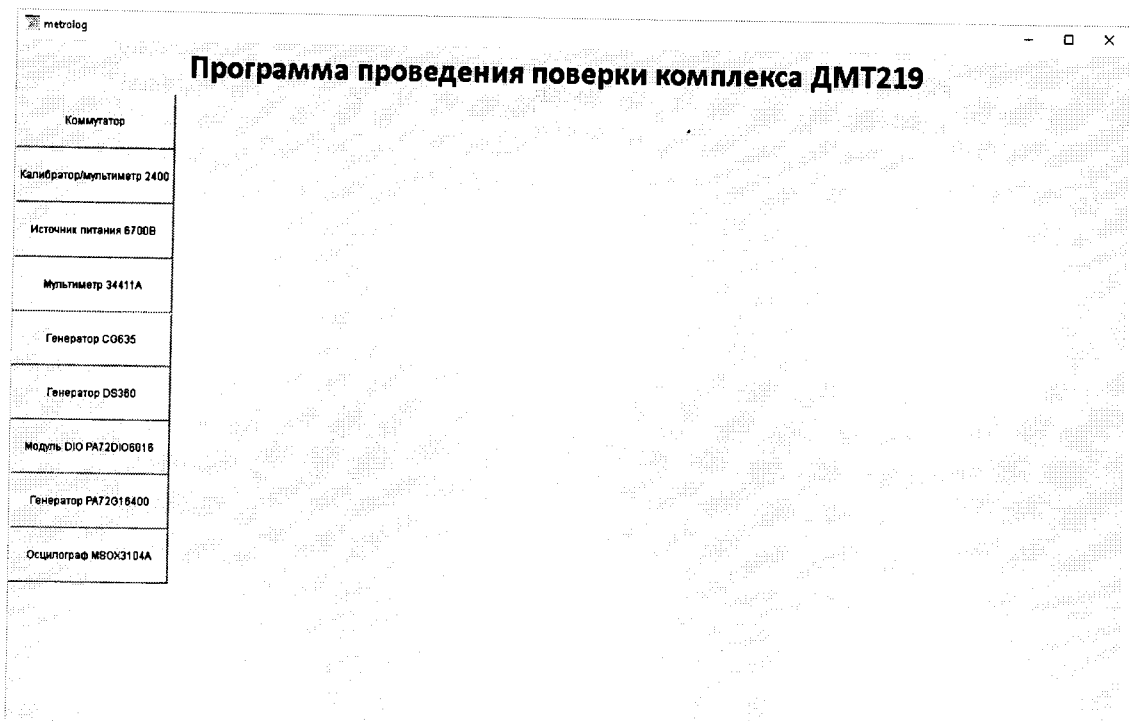 metrolog
Программа проведения поверки комплекса ДМТ219
Коммутатор
Калибратор/мультиметр 2400
Источник питания 6700B
Мультиметр 34411A
Генератор CG635
Генератор DS360
Модуль DIO PA72DIO6016
Генератор PA72G16400
Осцилограф MSOX3104A